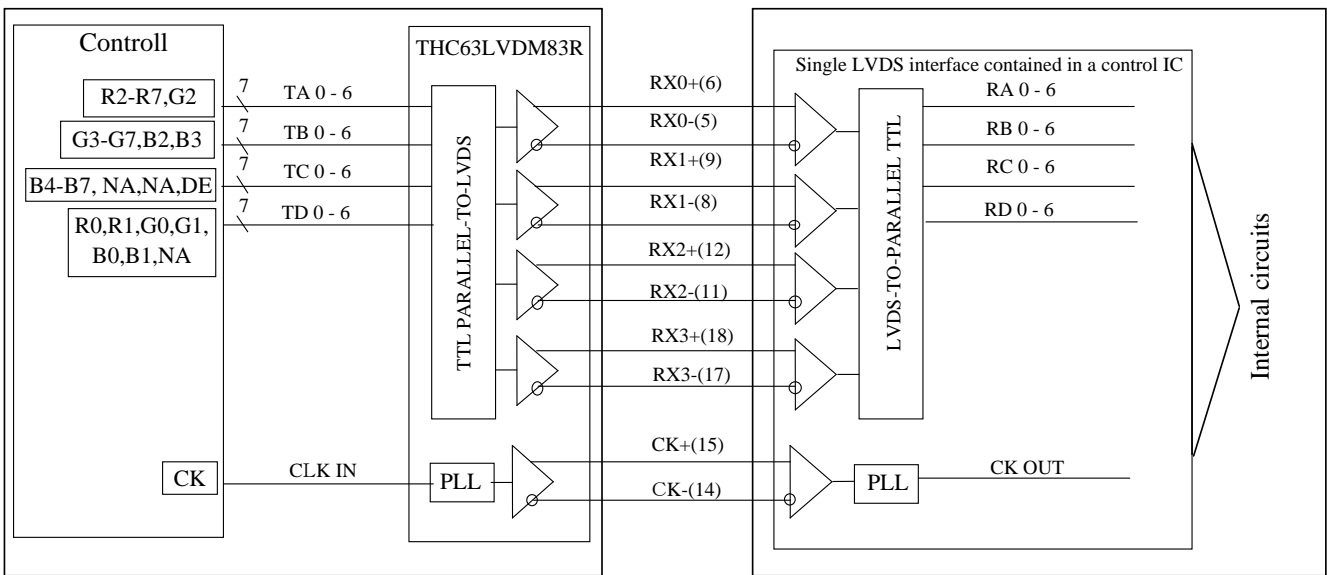 Controll
R2-R7,G2
G3-G7,B2,B3
B4-B7, NA,NA,DE
R0,R1,G0,G1,
B0,B1,NA
CK
7
TA 0 - 6
7
TB 0 - 6
7
TC 0 - 6
7
TD 0 - 6
CLK IN
THC63LVDM83R
TTL PARALLEL-TO-LVDS
PLL
RX0+(6)
RX0-(5)
RX1+(9)
RX1-(8)
RX2+(12)
RX2-(11)
RX3+(18)
RX3-(17)
CK+(15)
CK-(14)
Single LVDS interface contained in a control IC
LVDS-TO-PARALLEL TTL
PLL
RA 0 - 6
RB 0 - 6
RC 0 - 6
RD 0 - 6
CK OUT
Internal circuits